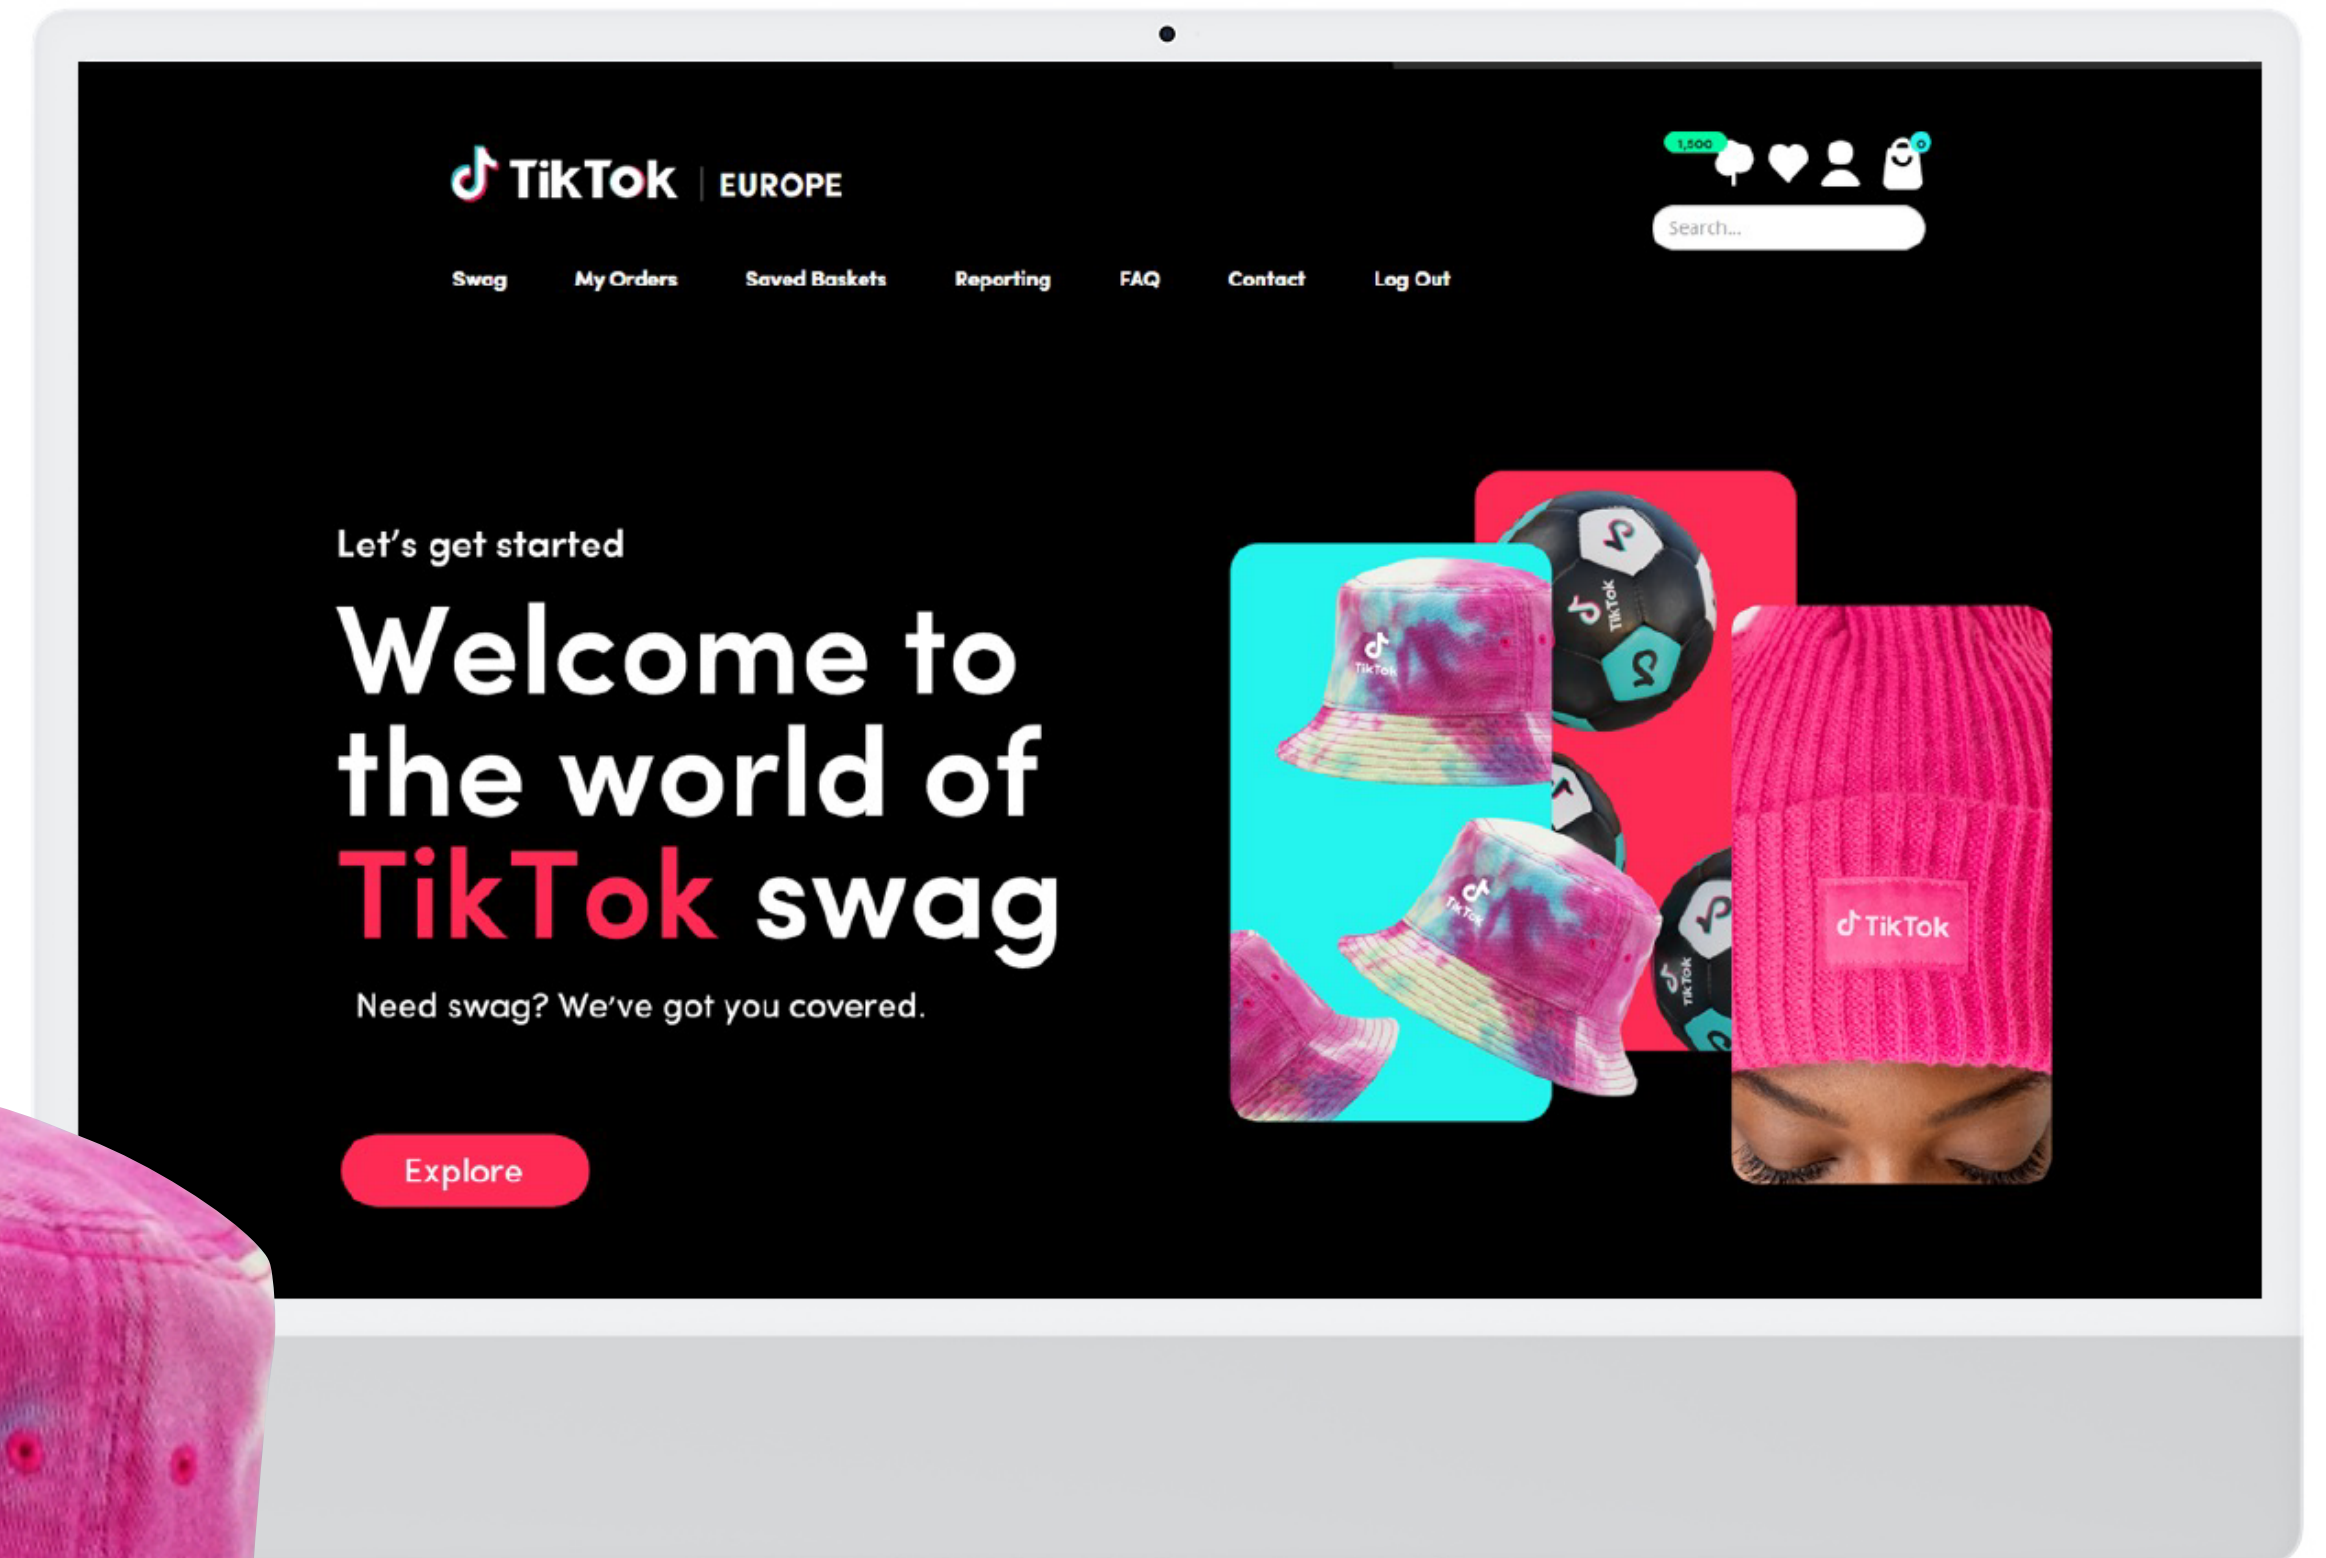 TikTok | EUROPE
1,500
0
Search...
Swag My Orders Saved Baskets Reporting FAQ Contact Log Out
Let's get started
Welcome to
the world of
TikTok swag
Need swag? We've got you covered.
Explore
TikTok
TikTok
TikTok
TikTok
TikTok